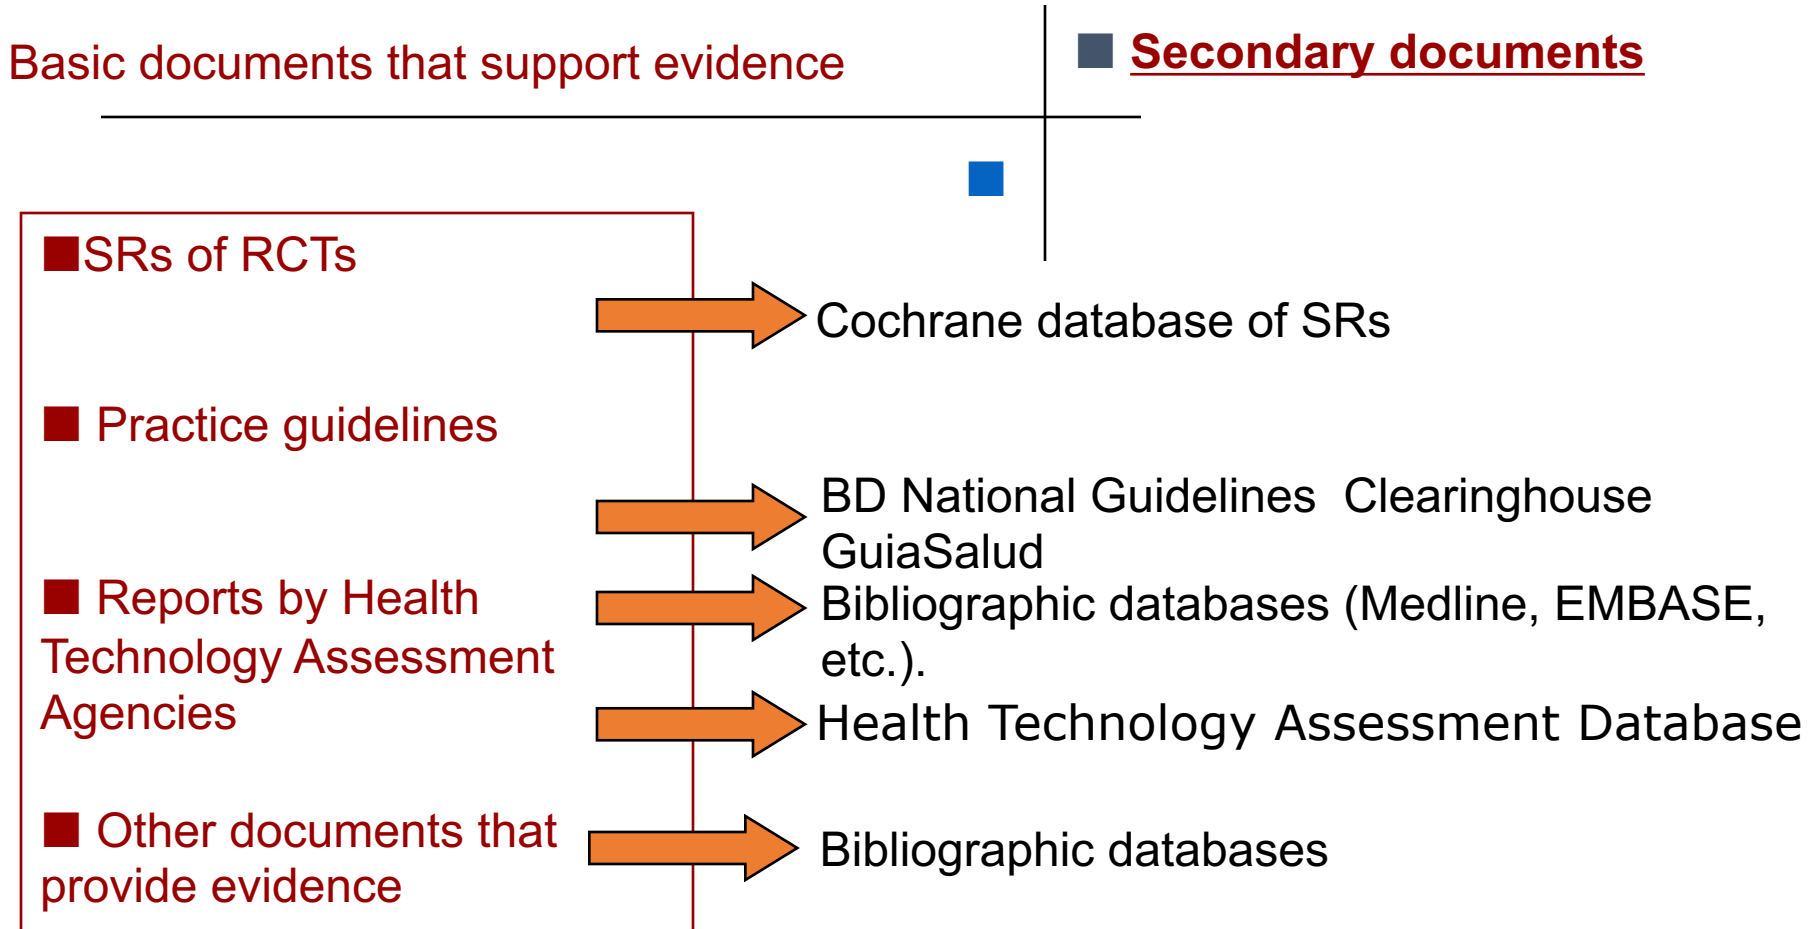 Basic documents that support evidence
■ Secondary documents
■SRs of RCTs
Cochrane database of SRs
■ Practice guidelines
BD National Guidelines  Clearinghouse
GuiaSalud
■ Reports by Health
Technology Assessment
Agencies
Bibliographic databases (Medline, EMBASE,
etc.).
Health Technology Assessment Database
■ Other documents that
provide evidence
Bibliographic databases